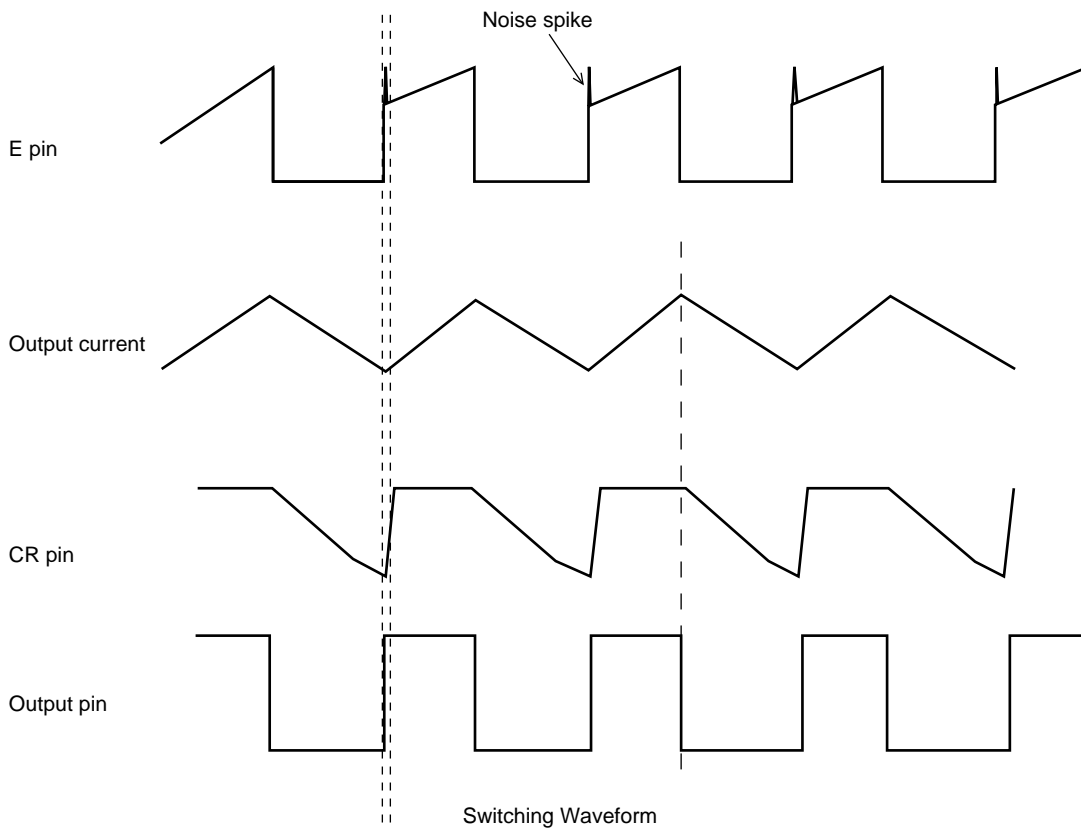 Noise spike
E pin
Output current
CR pin
Output pin
Switching Waveform